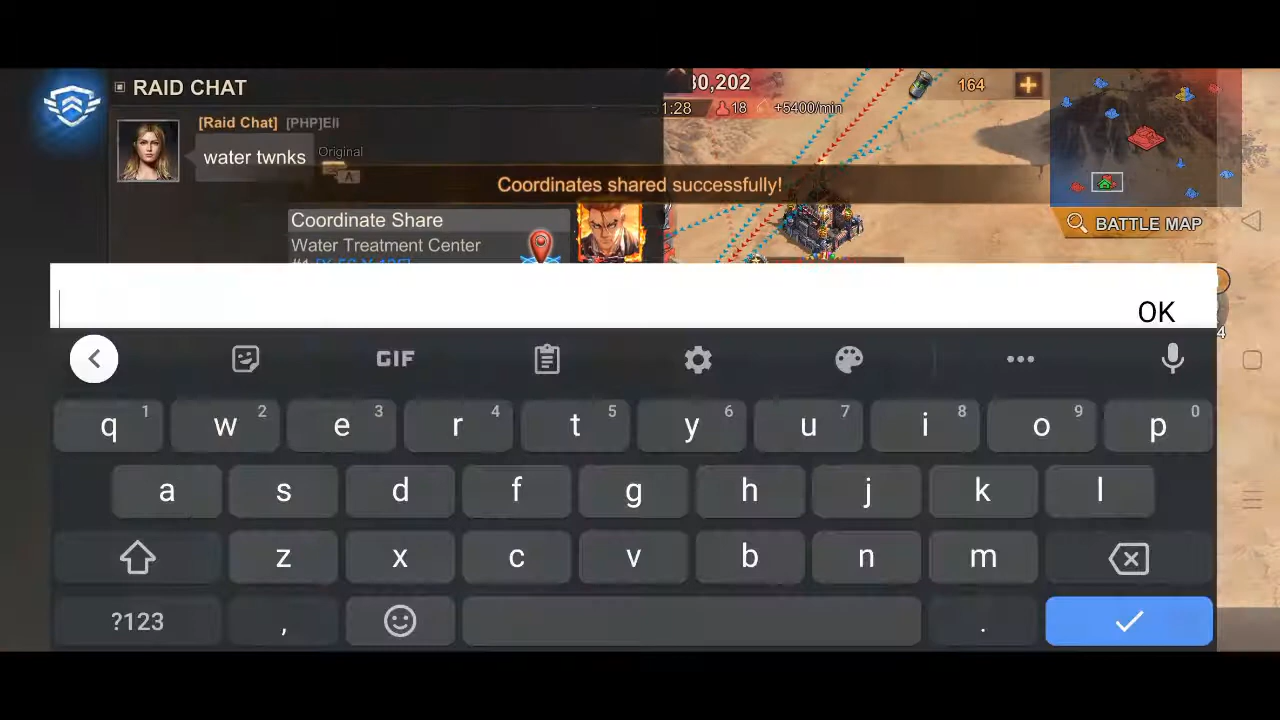 RAID CHAT
[Raid Chat] [PHP]Eli
water twnks
Original
A
30,202
1:28
18
+5400/min
164
Coordinates shared successfully!
BATTLE MAP
Coordinate Share
Water Treatment Center
OK
GIF
q 1 w 2 e 3 r 4 t 5 y 6 u 7 i 8 o 9 p 0
a s d f g h j k l
z x c v b n m
?123 , .